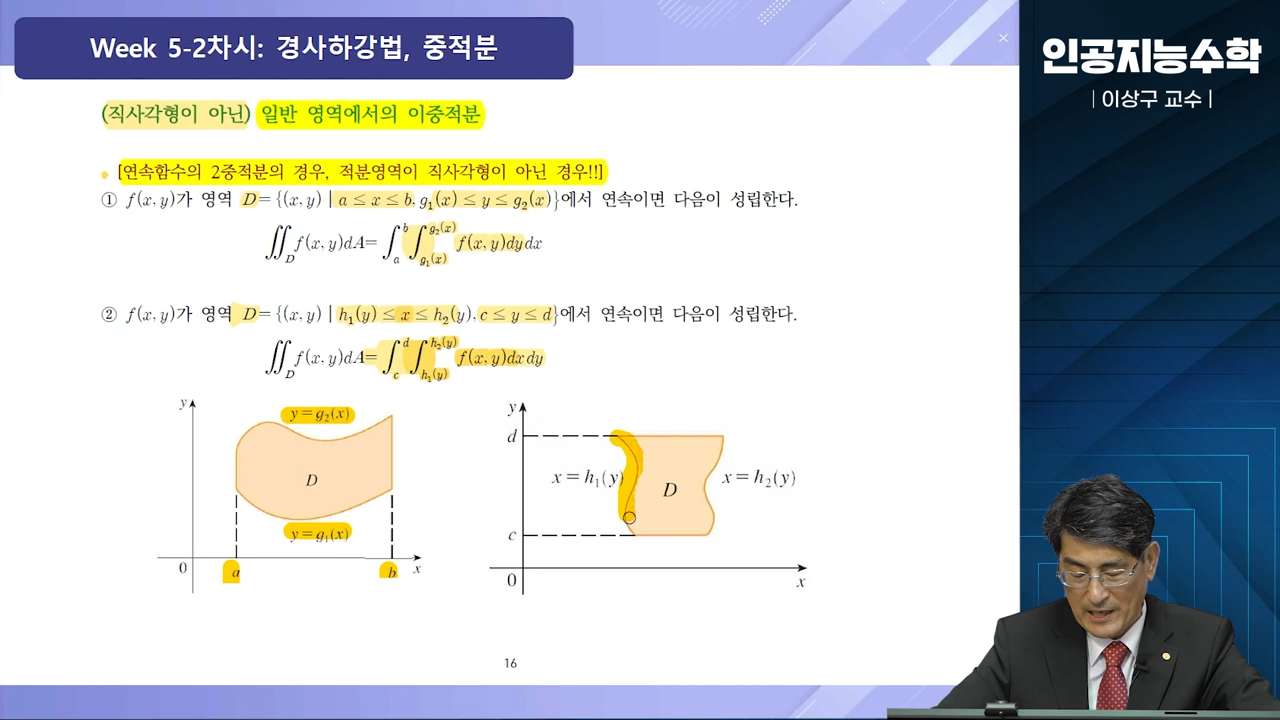 Week 5-2차시: 경사하강법, 중적분
인공지능수학
| 이상구 교수 |
(직사각형이 아닌) 일반 영역에서의 이중적분
• [연속함수의 2중적분의 경우, 적분영역이 직사각형이 아닌 경우!!]
① f(x, y)가 영역 D={(x, y) | a ≤ x ≤ b, g₁(x) ≤ y ≤ g₂(x)}에서 연속이면 다음이 성립한다.
∬_D f(x, y)dA= ∫_a^b ∫_{g₁(x)}^{g₂(x)} f(x, y)dydx
② f(x, y)가 영역 D={(x, y) | h₁(y) ≤ x ≤ h₂(y), c ≤ y ≤ d}에서 연속이면 다음이 성립한다.
∬_D f(x, y)dA= ∫_c^d ∫_{h₁(y)}^{h₂(y)} f(x, y)dxdy
y
y=g₂(x)
D
y=g₁(x)
0
a
b
x
y
d
x=h₁(y)
D
x=h₂(y)
c
0
x
16